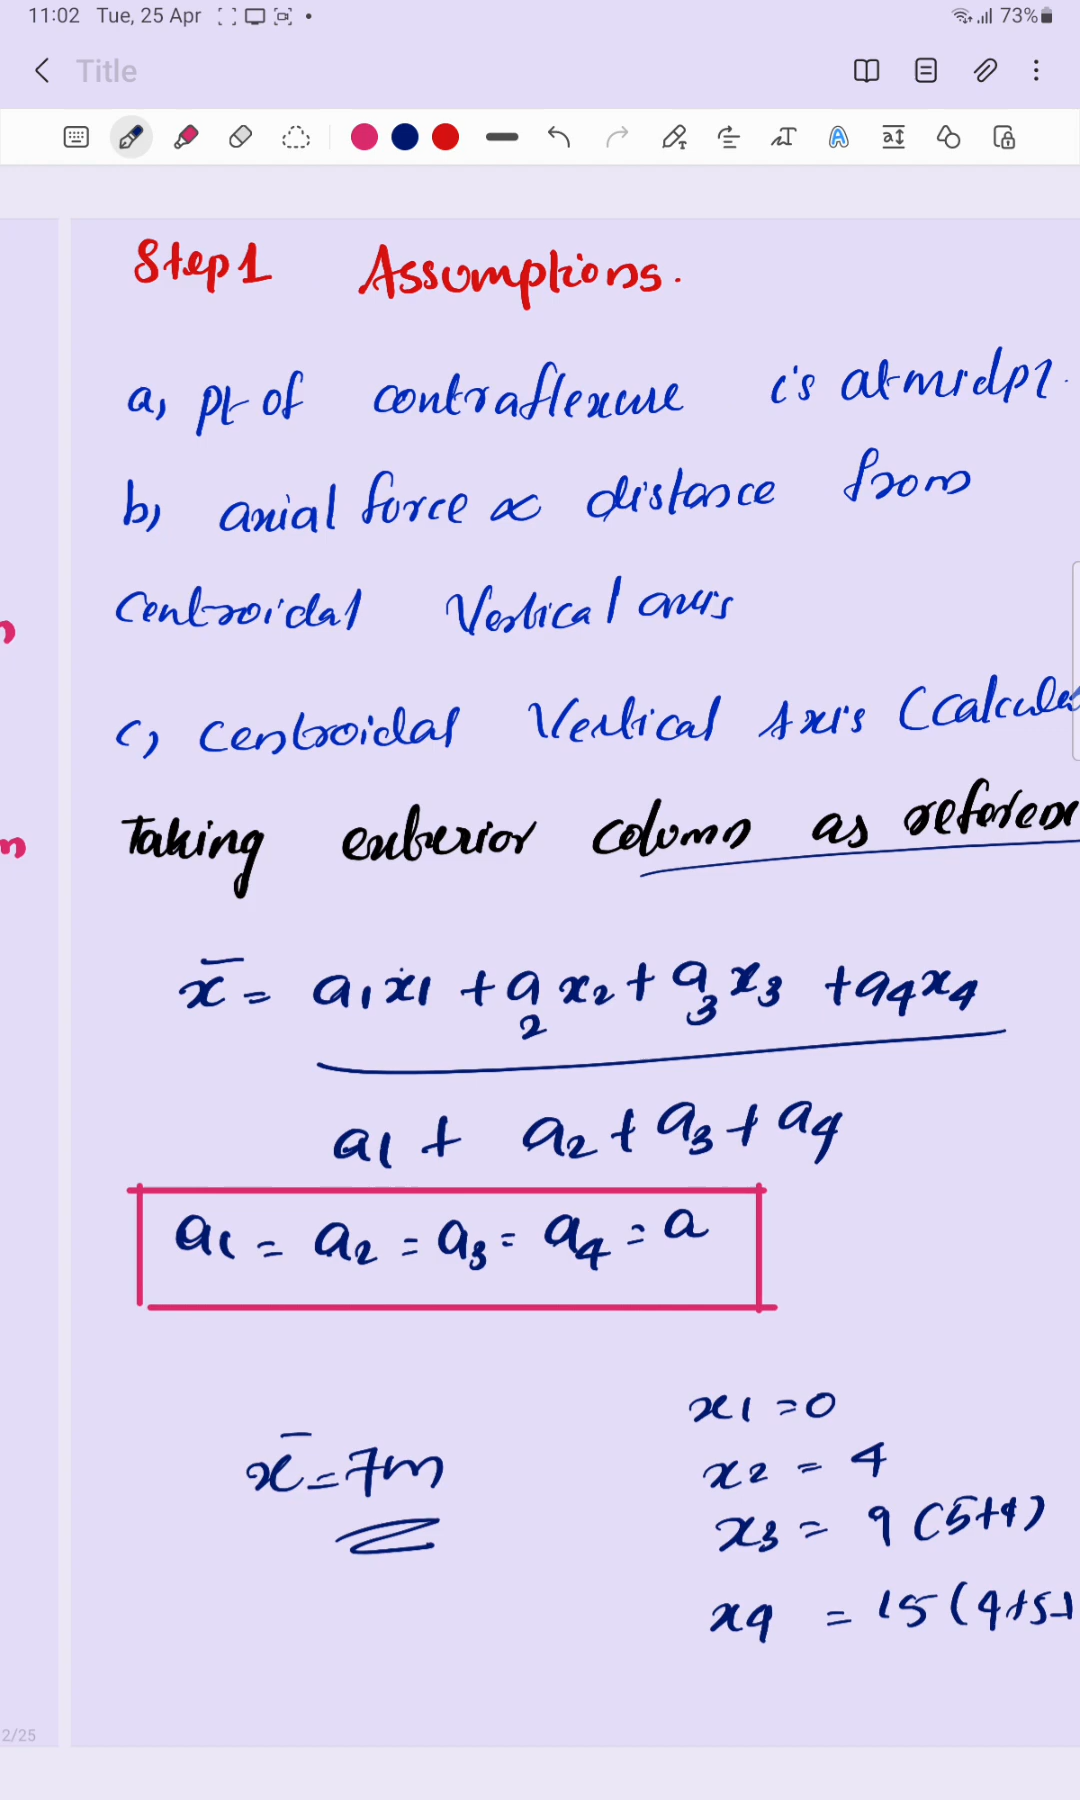 11:02 Tue, 25 Apr
73%
Title
Step 1 Assumptions.
a, pt of contraflexure is at midpt.
b, axial force ∝ distance from
Centroidal Vertical axis
c, centroidal Vertical Axis (Calculat
Taking exterior column as referenc
x̄ = a1x1 + a2x2 + a3x3 + a4x4
a1 + a2 + a3 + a4
a1 = a2 = a3 = a4 = a
x1 = 0
x̄ = 7m
x2 = 4
x3 = 9 (5+4)
x4 = 15 (4+5+
2/25